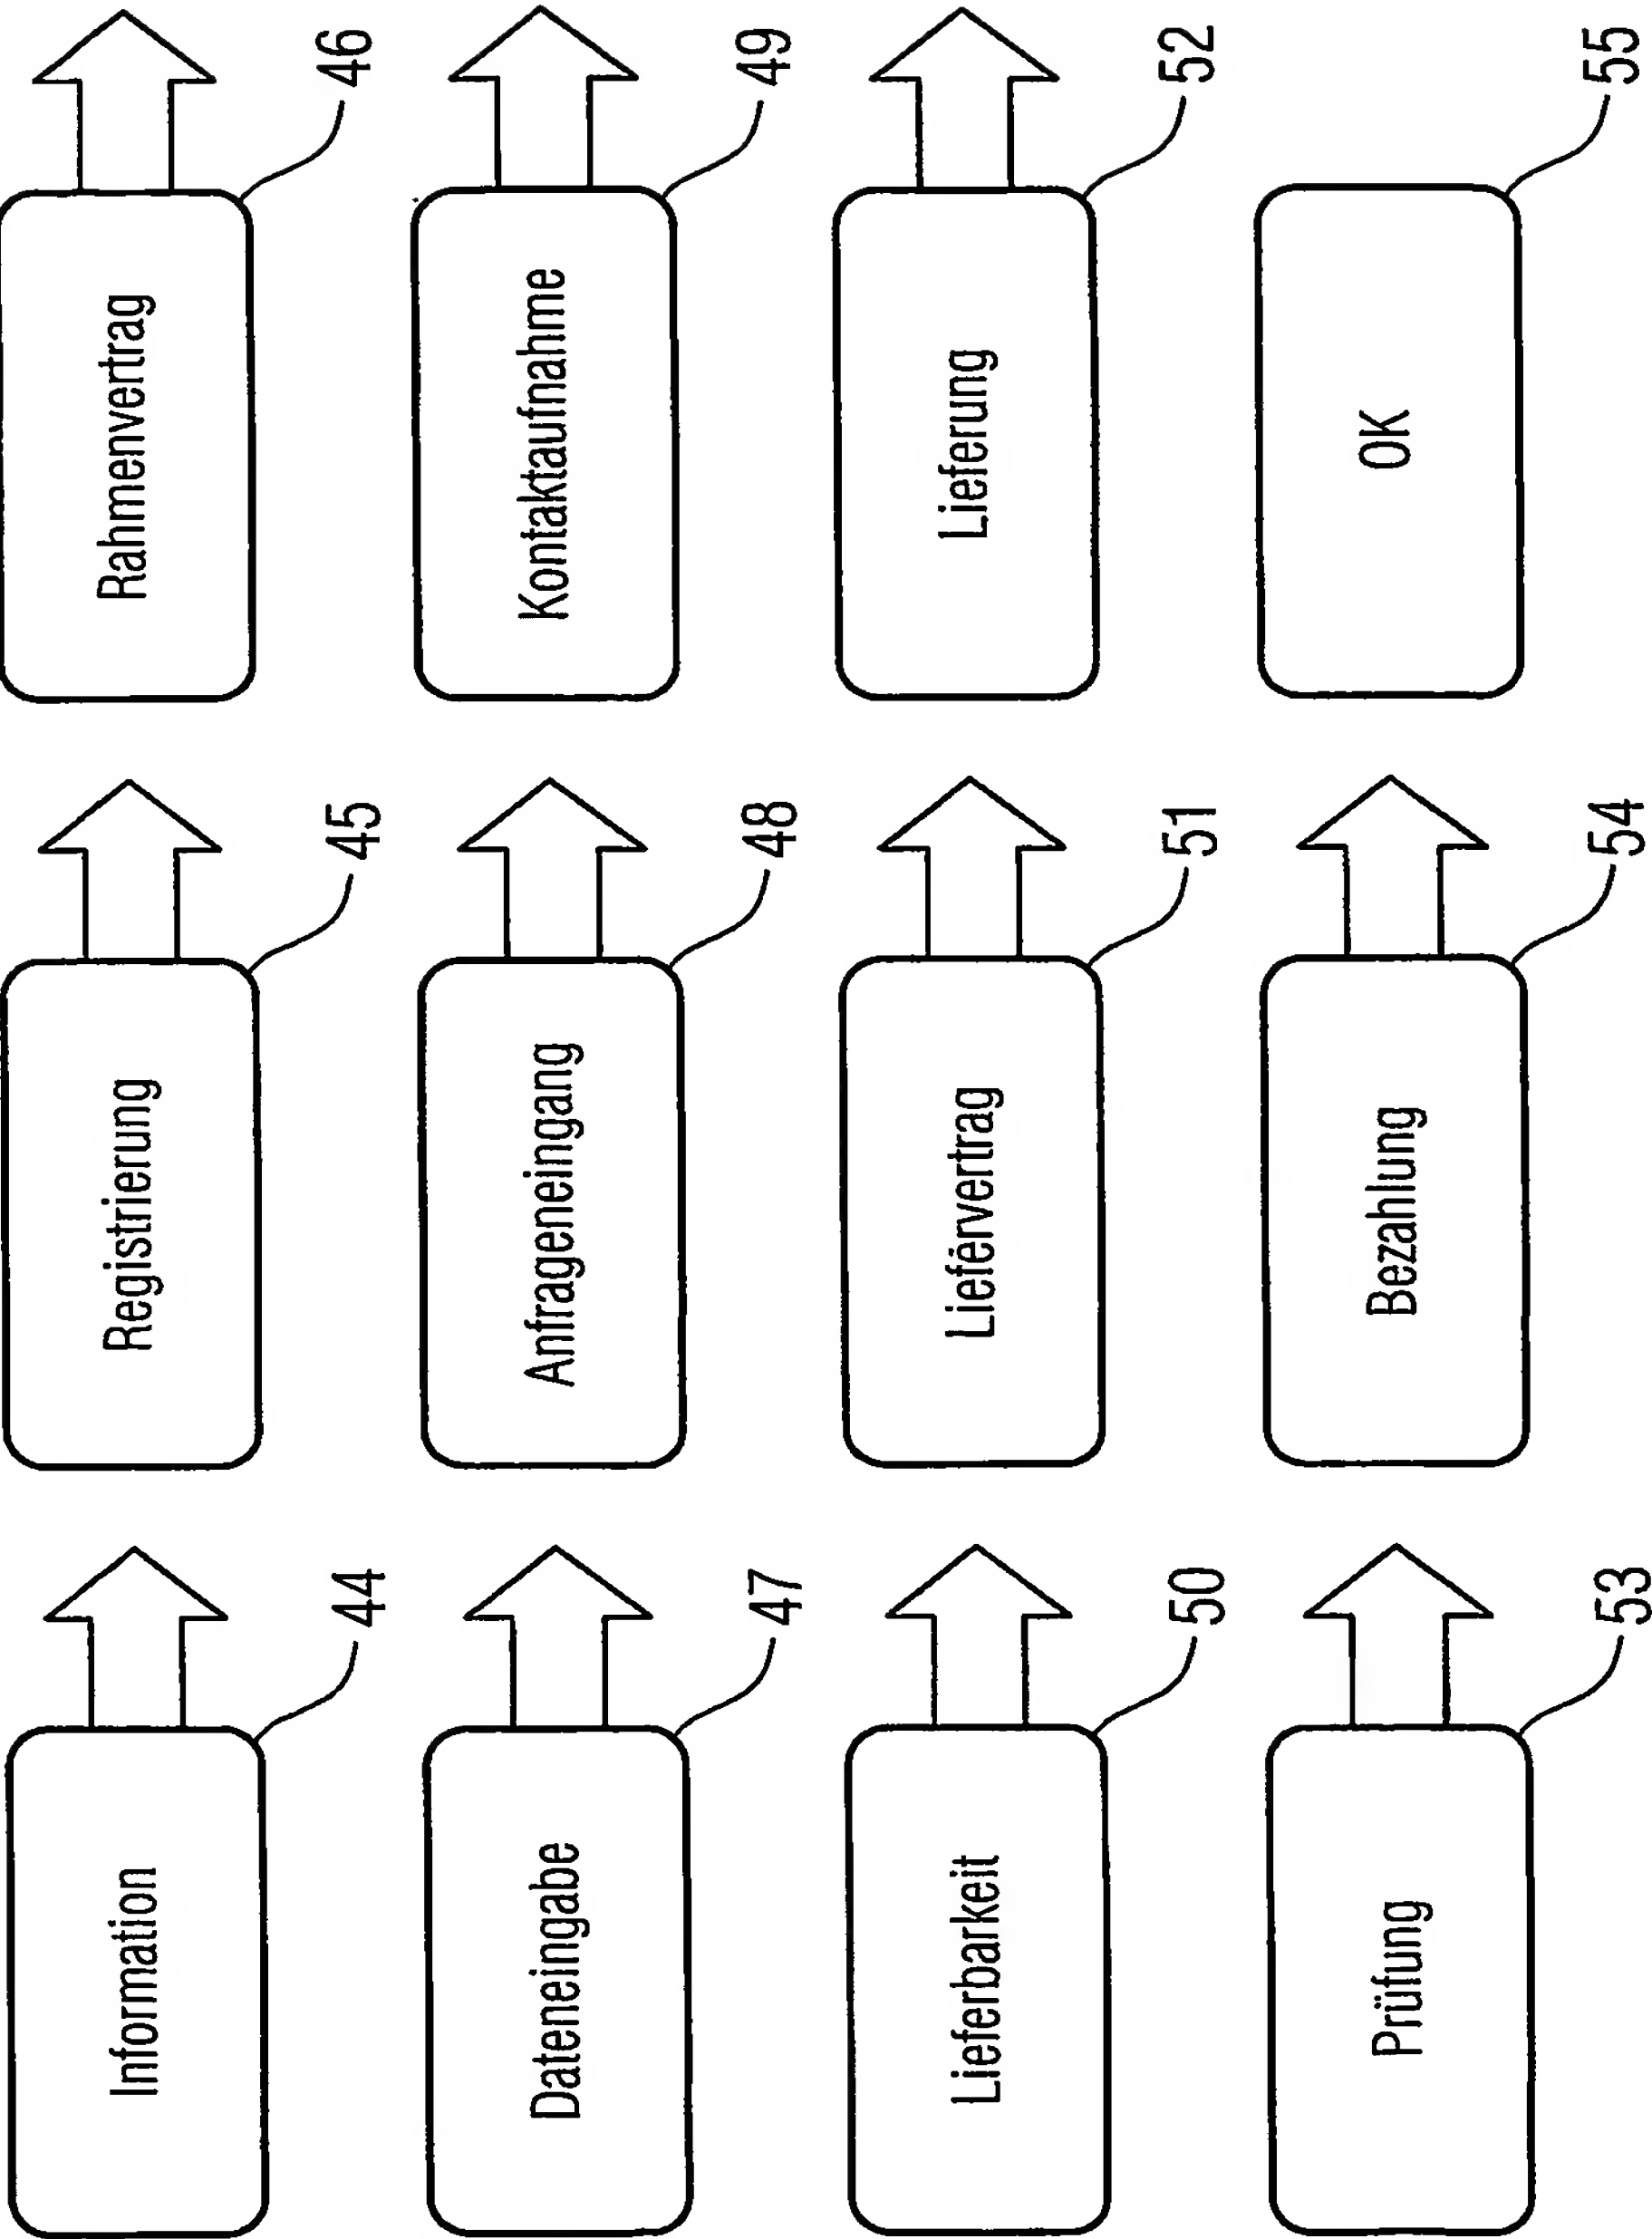 Information
44
Registrierung
45
Rahmenvertrag
46
Dateneingabe
47
Anfrageneingang
48
Kontaktaufnahme
49
Lieferbarkeit
50
Liefervertrag
51
Lieferung
52
Prüfung
53
Bezahlung
54
OK
55